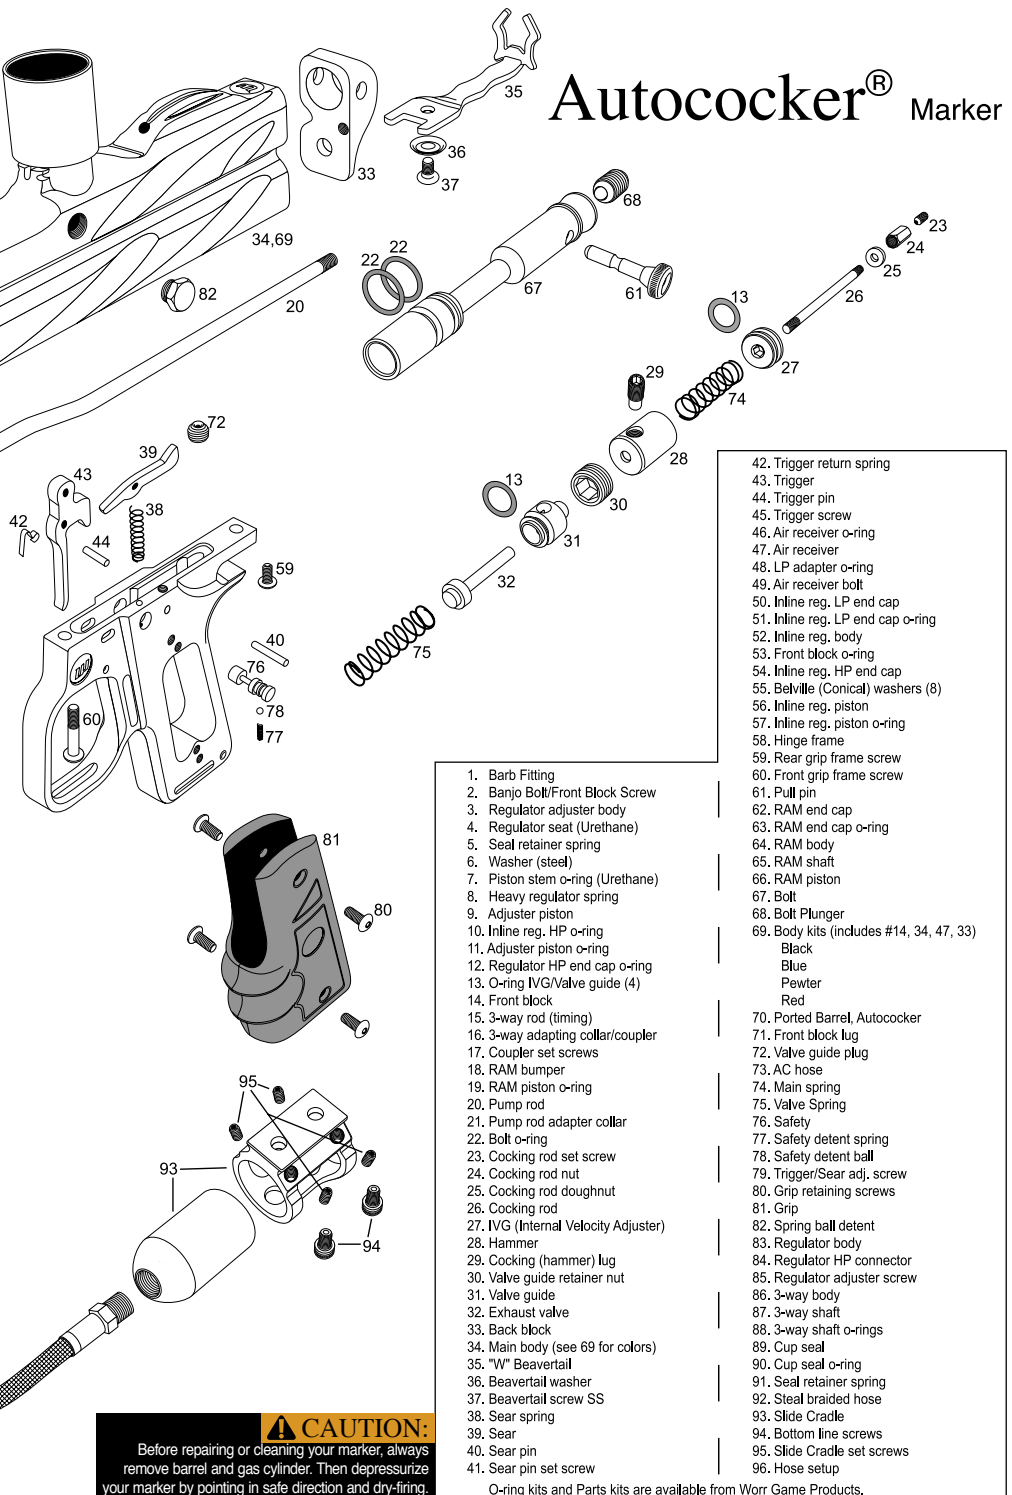 Autococker® Marker
35
36
37
33
68
23
24
25
26
34,69
22
22
67
61
82
20
13
27
29
74
72
39
43
28
13
30
38
42
44
31
59
32
40
75
76
78
77
60
81
80
95
93
94
42. Trigger return spring
43. Trigger
44. Trigger pin
45. Trigger screw
46. Air receiver o-ring
47. Air receiver
48. LP adapter o-ring
49. Air receiver bolt
50. Inline reg. LP end cap
51. Inline reg. LP end cap o-ring
52. Inline reg. body
53. Front block o-ring
54. Inline reg. HP end cap
55. Belville (Conical) washers (8)
56. Inline reg. piston
57. Inline reg. piston o-ring
58. Hinge frame
59. Rear grip frame screw
60. Front grip frame screw
61. Pull pin
62. RAM end cap
63. RAM end cap o-ring
64. RAM body
65. RAM shaft
66. RAM piston
67. Bolt
68. Bolt Plunger
69. Body kits (includes #14, 34, 47, 33)
Black
Blue
Pewter
Red
70. Ported Barrel, Autococker
71. Front block lug
72. Valve guide plug
73. AC hose
74. Main spring
75. Valve Spring
76. Safety
77. Safety detent spring
78. Safety detent ball
79. Trigger/Sear adj. screw
80. Grip retaining screws
81. Grip
82. Spring ball detent
83. Regulator body
84. Regulator HP connector
85. Regulator adjuster screw
86. 3-way body
87. 3-way shaft
88. 3-way shaft o-rings
89. Cup seal
90. Cup seal o-ring
91. Seal retainer spring
92. Steal braided hose
93. Slide Cradle
94. Bottom line screws
95. Slide Cradle set screws
96. Hose setup
1. Barb Fitting
2. Banjo Bolt/Front Block Screw
3. Regulator adjuster body
4. Regulator seat (Urethane)
5. Seal retainer spring
6. Washer (steel)
7. Piston stem o-ring (Urethane)
8. Heavy regulator spring
9. Adjuster piston
10. Inline reg. HP o-ring
11. Adjuster piston o-ring
12. Regulator HP end cap o-ring
13. O-ring IVG/Valve guide (4)
14. Front block
15. 3-way rod (timing)
16. 3-way adapting collar/coupler
17. Coupler set screws
18. RAM bumper
19. RAM piston o-ring
20. Pump rod
21. Pump rod adapter collar
22. Bolt o-ring
23. Cocking rod set screw
24. Cocking rod nut
25. Cocking rod doughnut
26. Cocking rod
27. IVG (Internal Velocity Adjuster)
28. Hammer
29. Cocking (hammer) lug
30. Valve guide retainer nut
31. Valve guide
32. Exhaust valve
33. Back block
34. Main body (see 69 for colors)
35. "W" Beavertail
36. Beavertail washer
37. Beavertail screw SS
38. Sear spring
39. Sear
40. Sear pin
41. Sear pin set screw
O-ring kits and Parts kits are available from Worr Game Products.
CAUTION:
Before repairing or cleaning your marker, always
remove barrel and gas cylinder. Then depressurize
your marker by pointing in safe direction and dry-firing.